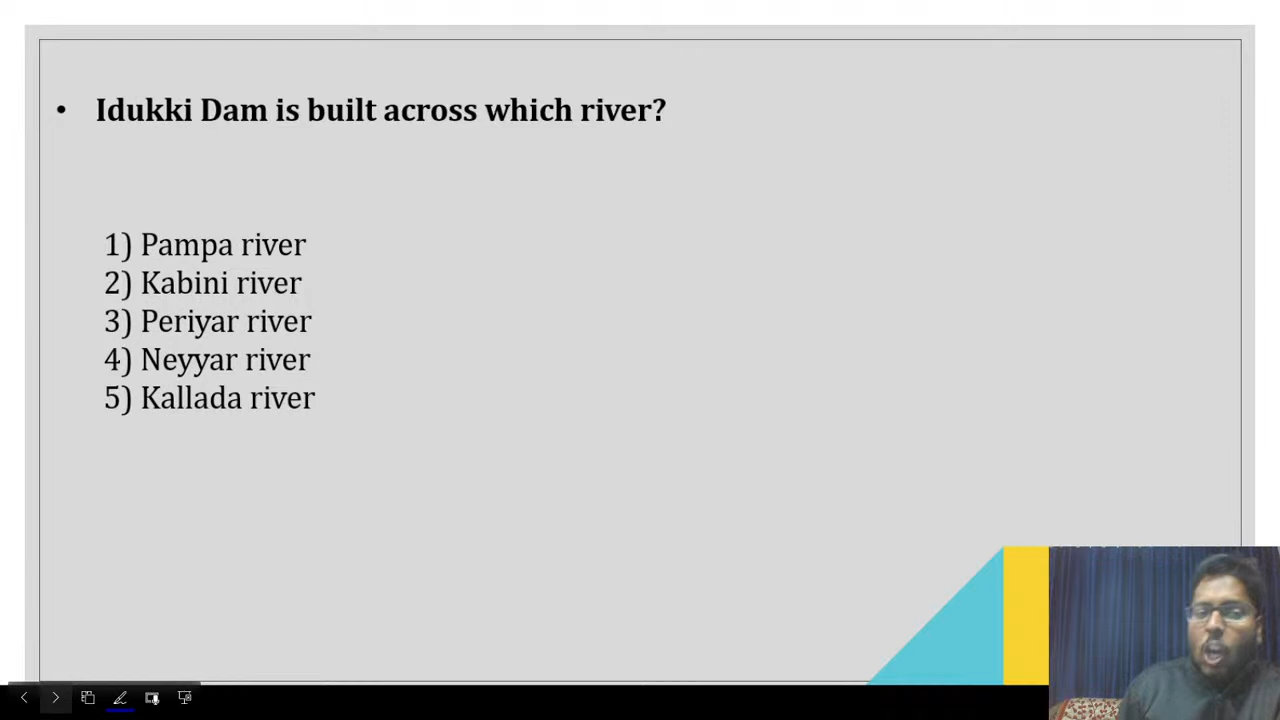 • Idukki Dam is built across which river?
1) Pampa river
2) Kabini river
3) Periyar river
4) Neyyar river
5) Kallada river